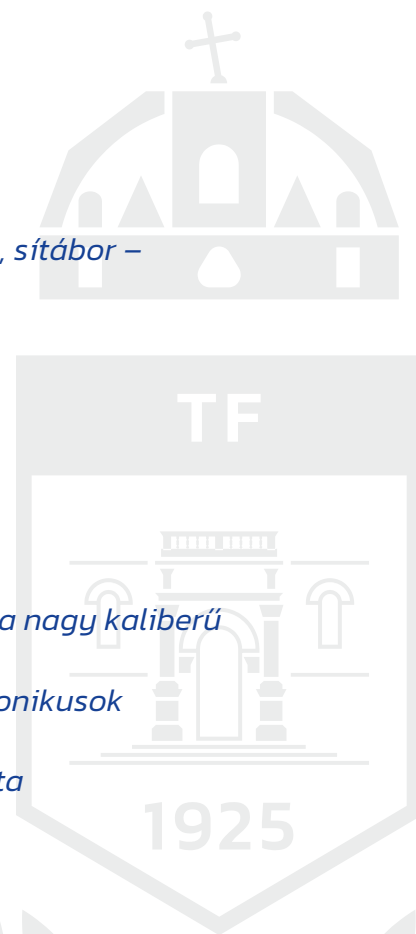 , sítábor –
TF
a nagy kaliberű
onikusok
ta
1925